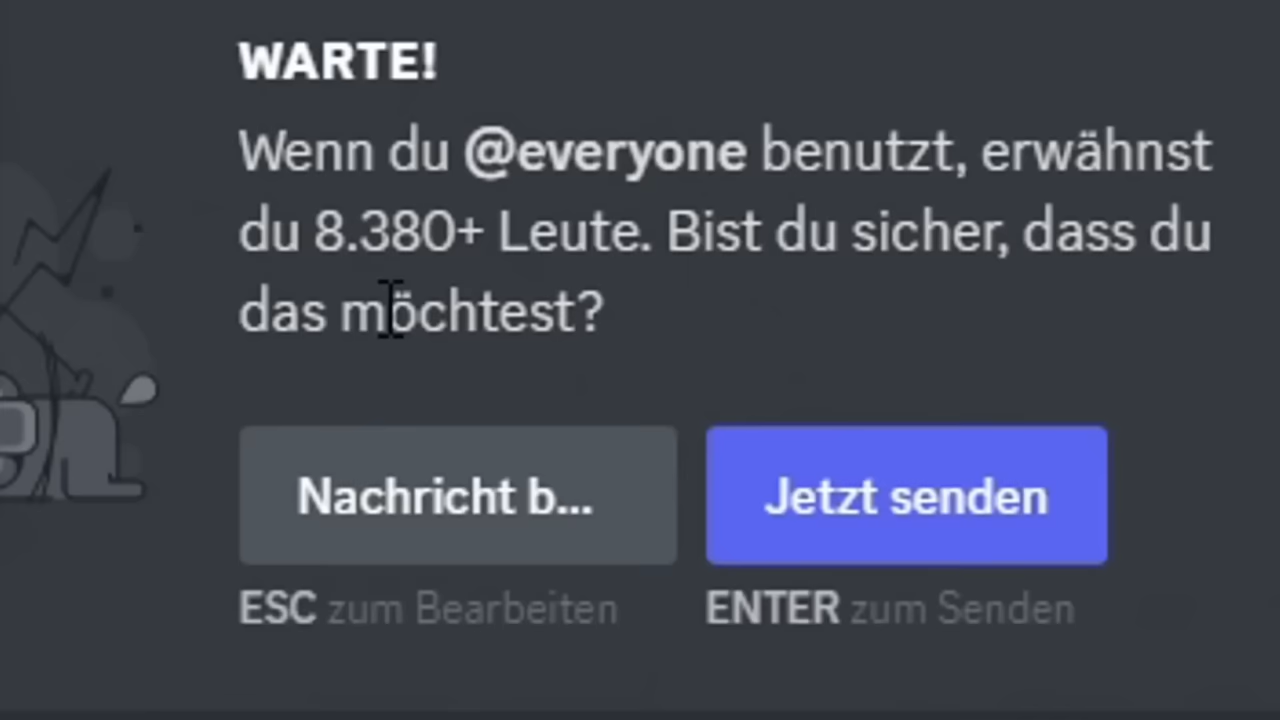 WARTE!
Wenn du @everyone benutzt, erwähnst
du 8.380+ Leute. Bist du sicher, dass du
das möchtest?
Nachricht b...
Jetzt senden
ESC zum Bearbeiten
ENTER zum Senden